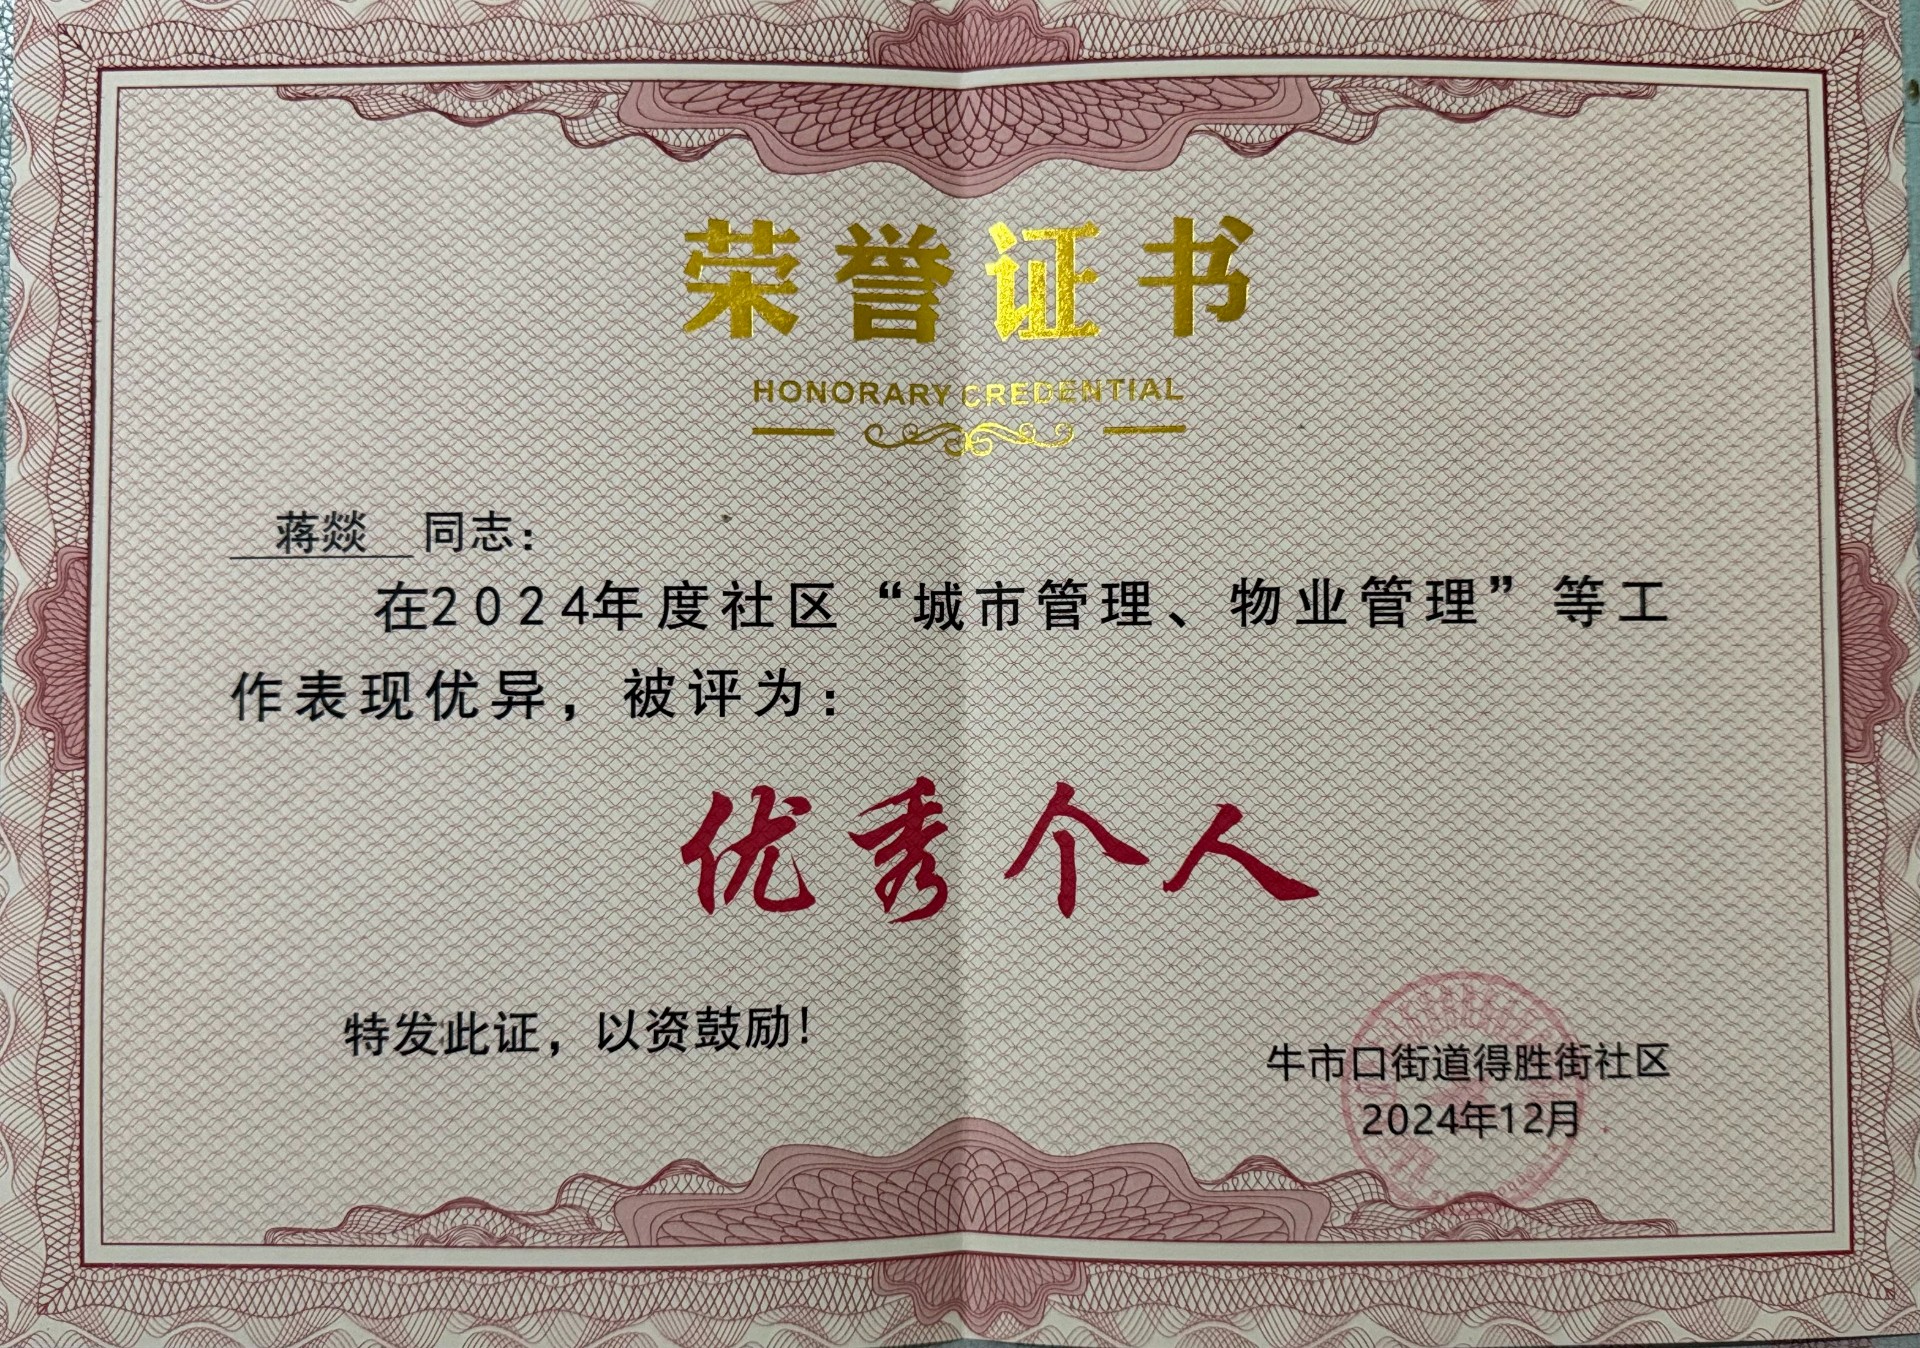 荣誉证书
HONORARY CREDENTIAL
蒋燚 同志：
在2024年度社区“城市管理、物业管理”等工
作表现优异，被评为：
优秀个人
特发此证，以资鼓励！
牛市口街道得胜街社区
2024年12月